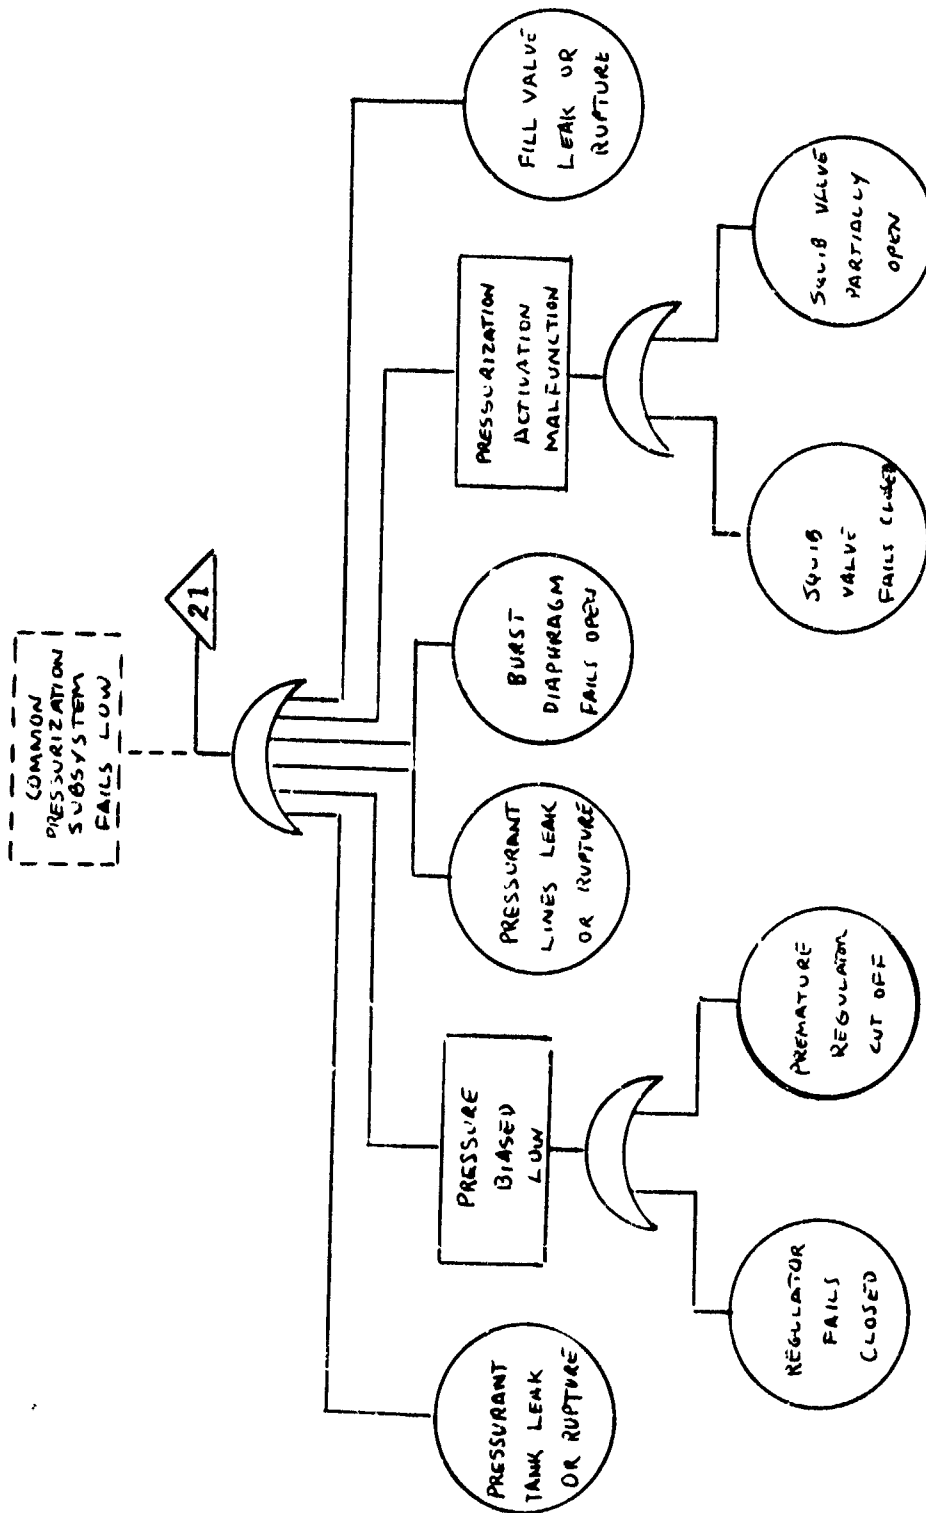 COMMON
PRESSURIZATION
SUBSYSTEM
FAILS LOW
21
PRESSURANT
TANK LEAK
OR RUPTURE
PRESSURE
BIASED
LOW
PRESSURANT
LINES LEAK
OR RUPTURE
BURST
DIAPHRAGM
FAILS OPEN
PRESSURIZATION
ACTIVATION
MALFUNCTION
FILL VALVE
LEAK OR
RUPTURE
REGULATOR
FAILS
CLOSED
PREMATURE
REGULATOR
CUT OFF
SQUIB
VALVE
FAILS CLOSED
SQUIB VALVE
PARTIALLY
OPEN